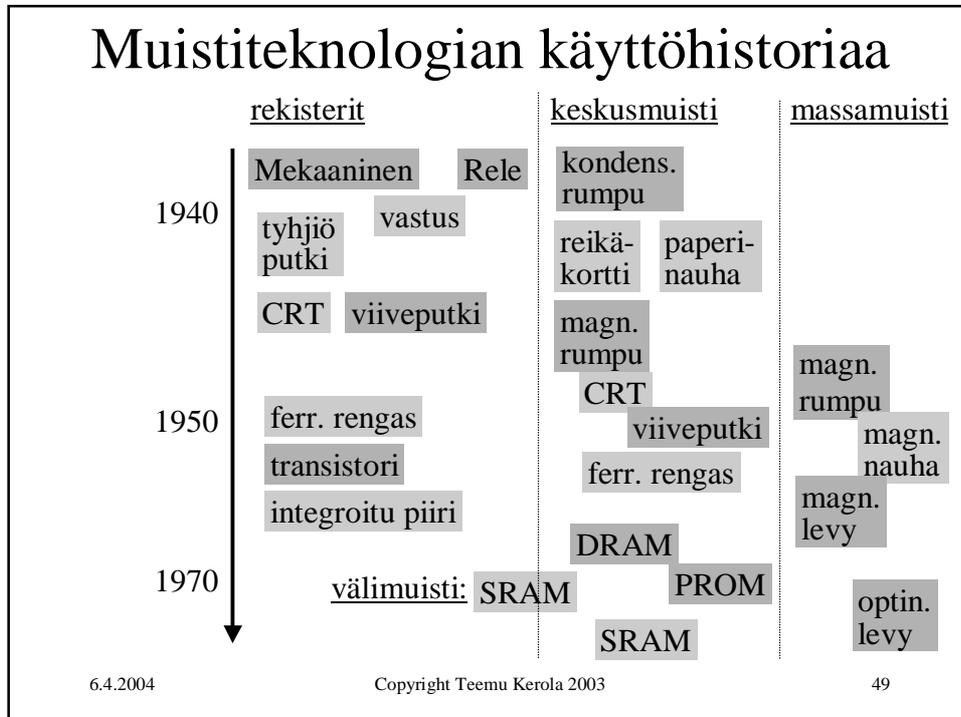 Muistiteknologian käyttöhistoriaa
rekisterit
keskusmuisti
massamuisti
Mekaaninen
Rele
kondens.
rumpu
1940
tyhjiö
putki
vastus
reikä-
kortti
paperi-
nauha
CRT
viiveputki
magn.
rumpu
CRT
magn.
rumpu
1950
ferr. rengas
viiveputki
magn.
nauha
transistori
ferr. rengas
integroitu piiri
magn.
levy
DRAM
1970
välimuisti:
SRAM
PROM
optin.
levy
SRAM
6.4.2004
Copyright Teemu Kerola 2003
49